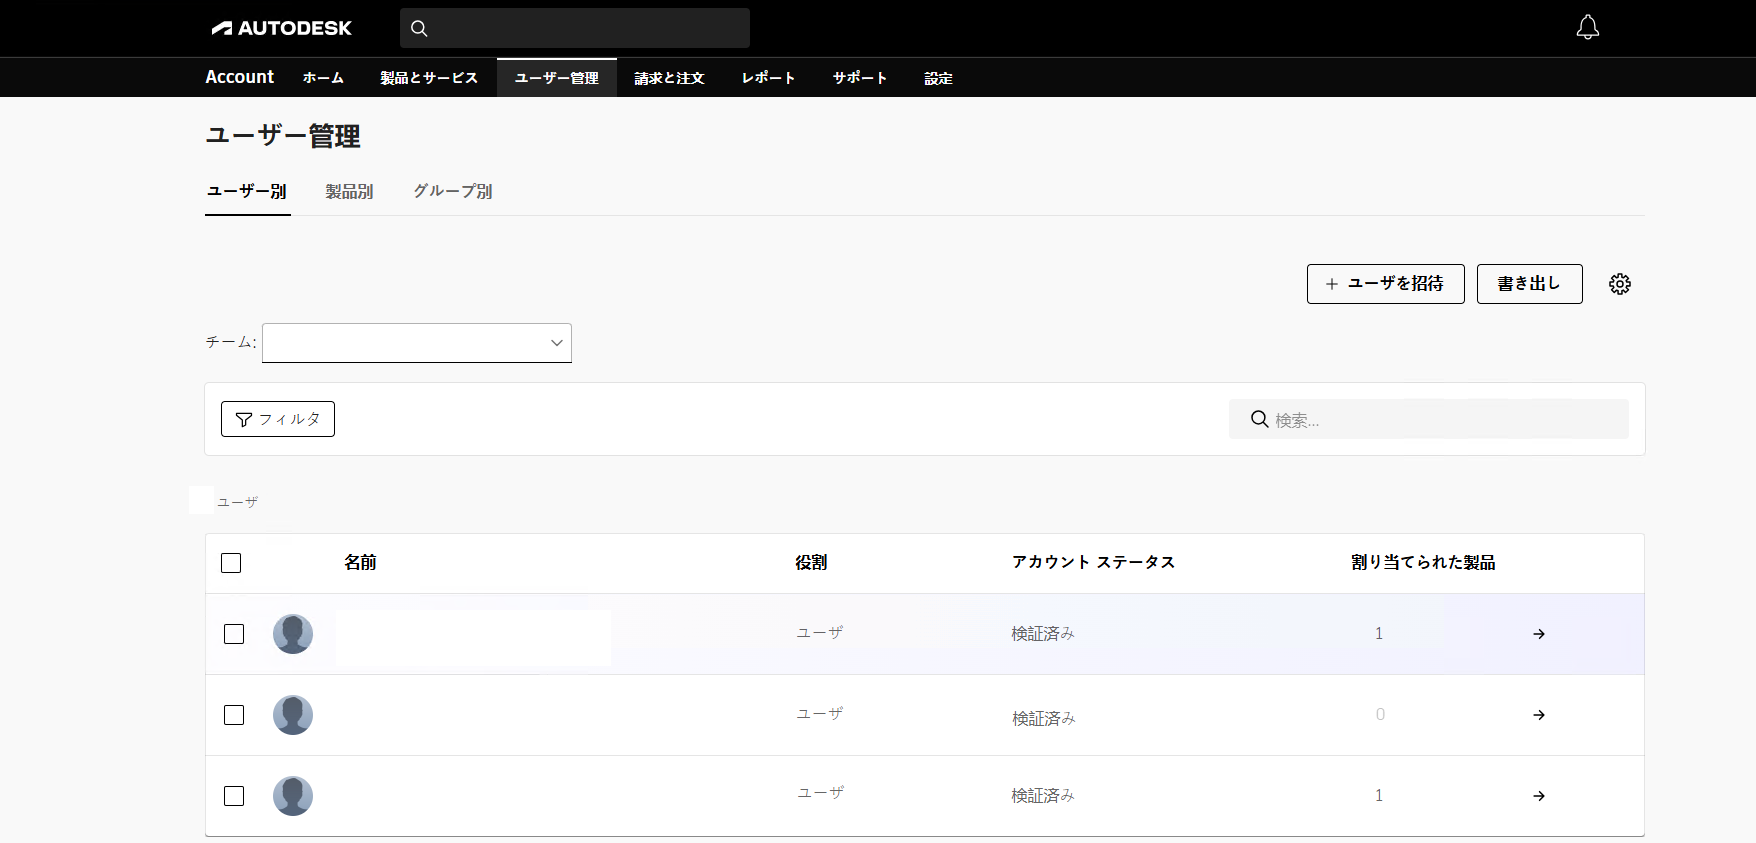 AUTODESK
Account ホーム 製品とサービス ユーザー管理 請求と注文 レポート サポート 設定
ユーザー管理
ユーザー別 製品別 グループ別
ユーザを招待 書き出し
チーム:
フィルタ 検索...
ユーザ
名前 役割 アカウント ステータス 割り当てられた製品
ユーザ 検証済み 1
ユーザ 検証済み 0
ユーザ 検証済み 1